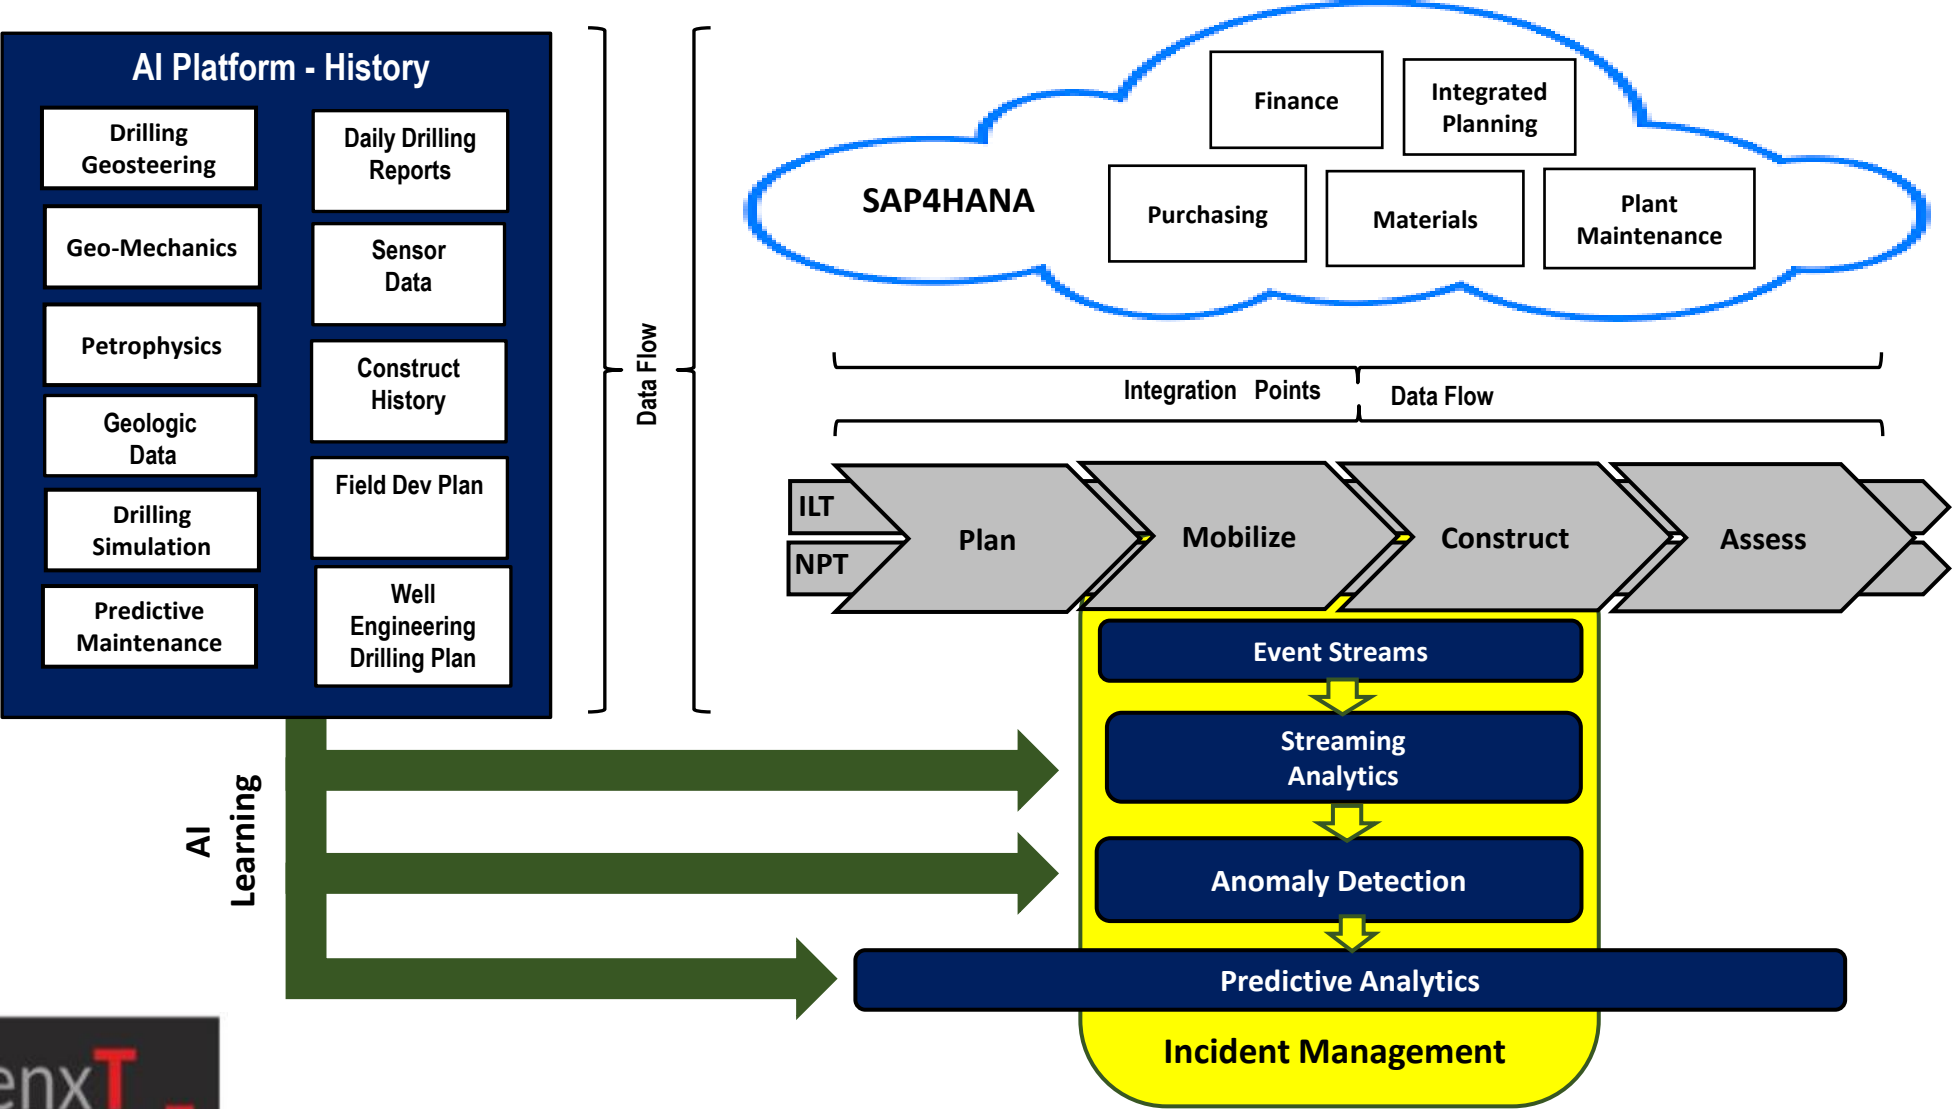 AI Platform - History
Drilling
Geosteering
Geo-Mechanics
Petrophysics
Geologic
Data
Drilling
Simulation
Predictive
Maintenance
Daily Drilling
Reports
Sensor
Data
Construct
History
Field Dev Plan
Well
Engineering
Drilling Plan
Data Flow
SAP4HANA
Finance
Integrated
Planning
Purchasing
Materials
Plant
Maintenance
Integration Points
Data Flow
ILT
NPT
Plan
Mobilize
Construct
Assess
Event Streams
Streaming
Analytics
Anomaly Detection
Predictive Analytics
Incident Management
AI
Learning
enxT